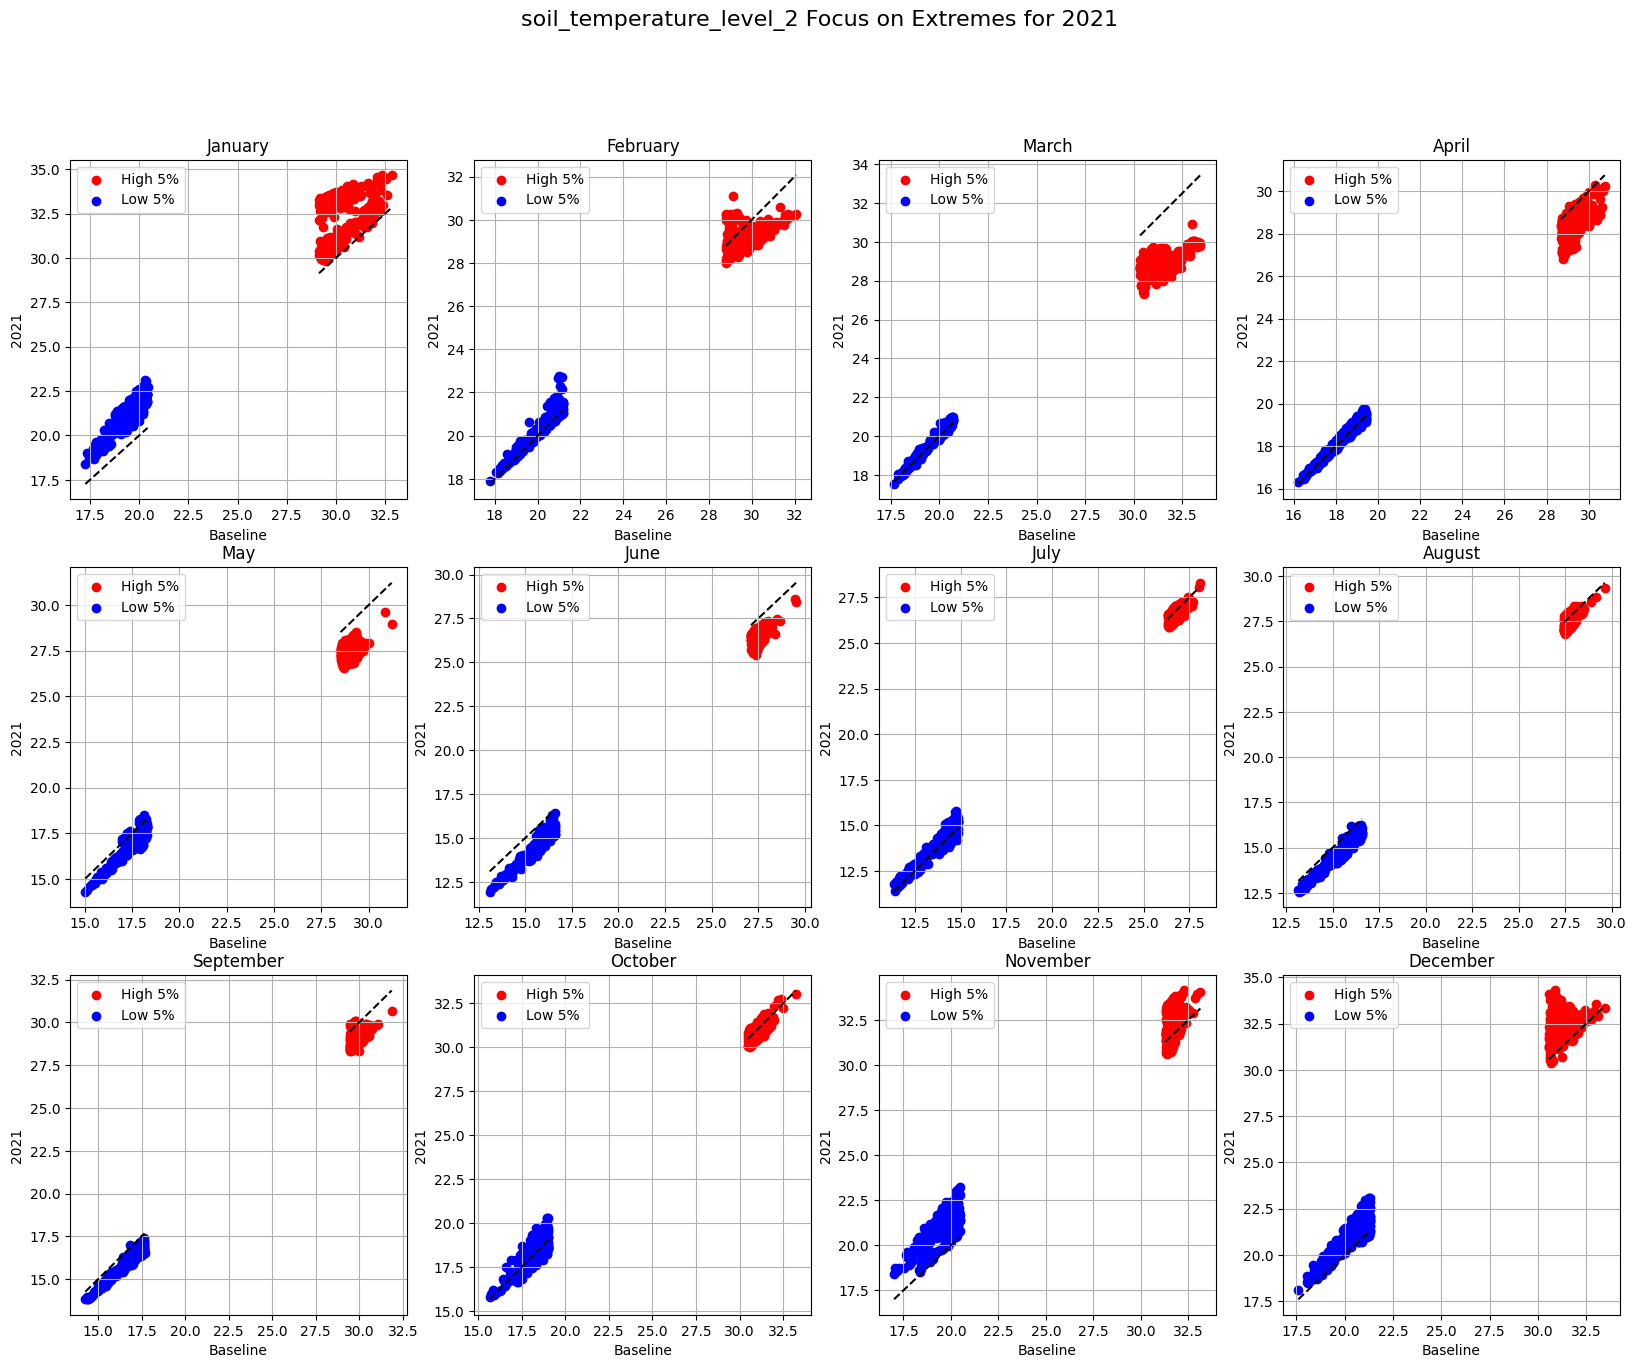 soil_temperature_level_2 Focus on Extremes for 2021
January
High 5%
Low 5%
35.0
32.5
30.0
27.5
25.0
22.5
20.0
17.5
2021
17.5 20.0 22.5 25.0 27.5 30.0 32.5
Baseline
February
High 5%
Low 5%
32
30
28
26
24
22
20
18
2021
18 20 22 24 26 28 30 32
Baseline
March
High 5%
Low 5%
34
32
30
28
26
24
22
20
18
2021
17.5 20.0 22.5 25.0 27.5 30.0 32.5
Baseline
April
High 5%
Low 5%
30
28
26
24
22
20
18
16
2021
16 18 20 22 24 26 28 30
Baseline
May
High 5%
Low 5%
30.0
27.5
25.0
22.5
20.0
17.5
15.0
2021
15.0 17.5 20.0 22.5 25.0 27.5 30.0
Baseline
June
High 5%
Low 5%
30.0
27.5
25.0
22.5
20.0
17.5
15.0
12.5
2021
12.5 15.0 17.5 20.0 22.5 25.0 27.5 30.0
Baseline
July
High 5%
Low 5%
27.5
25.0
22.5
20.0
17.5
15.0
12.5
2021
12.5 15.0 17.5 20.0 22.5 25.0 27.5
Baseline
August
High 5%
Low 5%
30.0
27.5
25.0
22.5
20.0
17.5
15.0
12.5
2021
12.5 15.0 17.5 20.0 22.5 25.0 27.5 30.0
Baseline
September
High 5%
Low 5%
32.5
30.0
27.5
25.0
22.5
20.0
17.5
15.0
2021
15.0 17.5 20.0 22.5 25.0 27.5 30.0 32.5
Baseline
October
High 5%
Low 5%
32.5
30.0
27.5
25.0
22.5
20.0
17.5
15.0
2021
15.0 17.5 20.0 22.5 25.0 27.5 30.0 32.5
Baseline
November
High 5%
Low 5%
32.5
30.0
27.5
25.0
22.5
20.0
17.5
2021
17.5 20.0 22.5 25.0 27.5 30.0 32.5
Baseline
December
High 5%
Low 5%
35.0
32.5
30.0
27.5
25.0
22.5
20.0
17.5
2021
17.5 20.0 22.5 25.0 27.5 30.0 32.5
Baseline